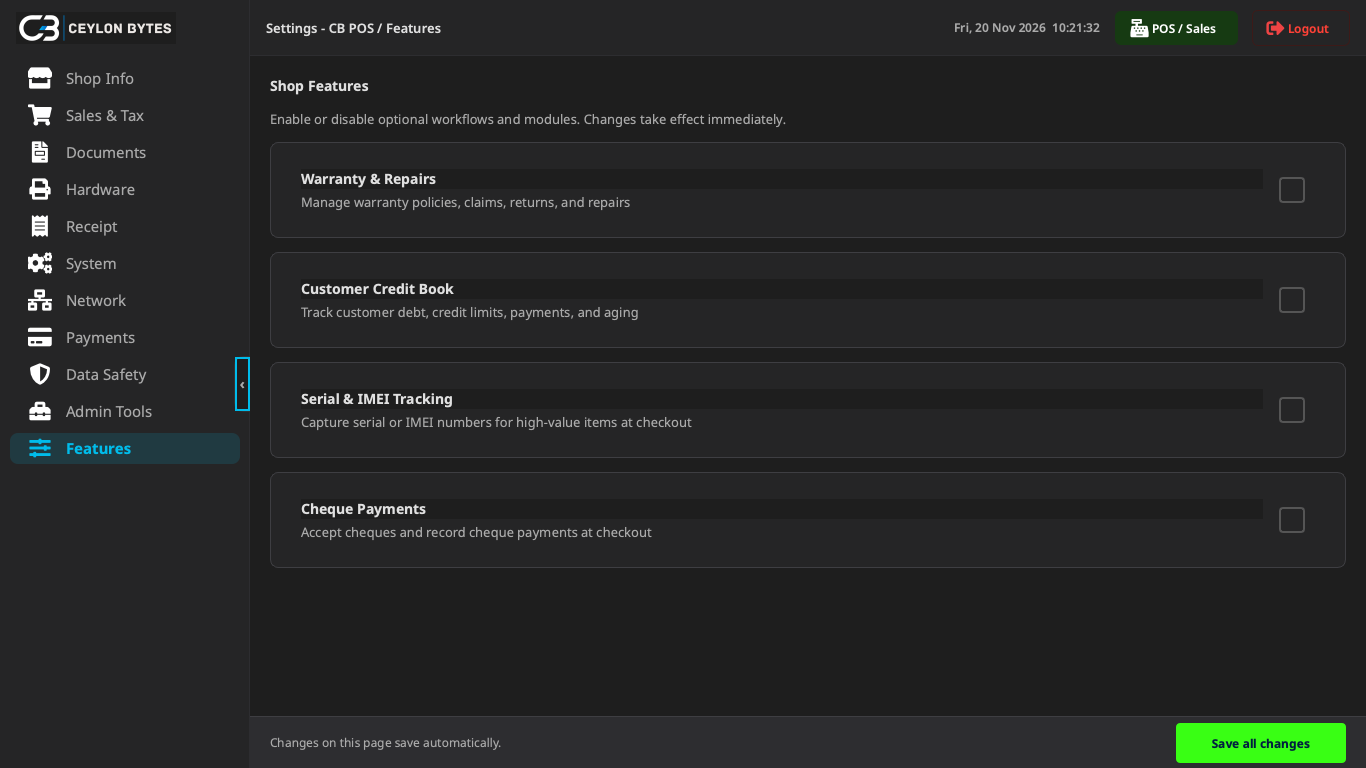 CEYLON BYTES
Settings - CB POS / Features
Fri, 20 Nov 2026 10:21:32
POS / Sales
Logout
Shop Info
Sales & Tax
Documents
Hardware
Receipt
System
Network
Payments
Data Safety
Admin Tools
Features
‹
Shop Features
Enable or disable optional workflows and modules. Changes take effect immediately.
Warranty & Repairs
Manage warranty policies, claims, returns, and repairs
Customer Credit Book
Track customer debt, credit limits, payments, and aging
Serial & IMEI Tracking
Capture serial or IMEI numbers for high-value items at checkout
Cheque Payments
Accept cheques and record cheque payments at checkout
Changes on this page save automatically.
Save all changes